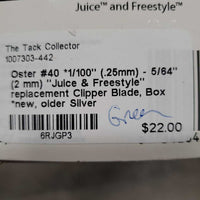 Juice™ and Freestyle™
The Tack Collector
1007303-442
Oster #40 *1/100" (.25mm) - 5/64"
(2 mm) "Juice & Freestyle"
replacement Clipper Blade, Box
*new, older Silver
Green
6RJGP3
$22.00